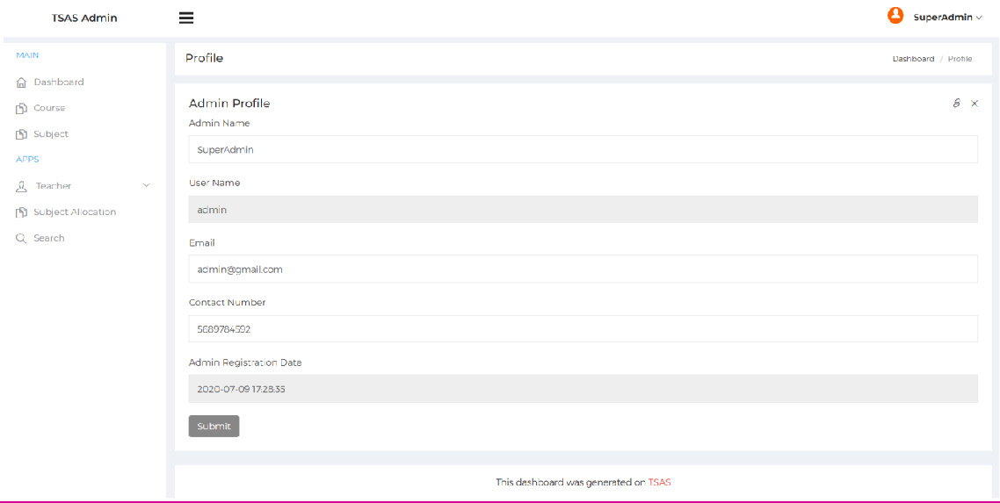 TSAS Admin
SuperAdmin
MAIN
Dashboard
Course
Subject
APPS
Teacher
Subject Allocation
Search
Profile
Dashboard / Profile
Admin Profile
Admin Name
SuperAdmin
User Name
admin
Email
admin@gmail.com
Contact Number
5689784592
Admin Registration Date
2020-07-09 17:28:35
Submit
This dashboard was generated on TSAS